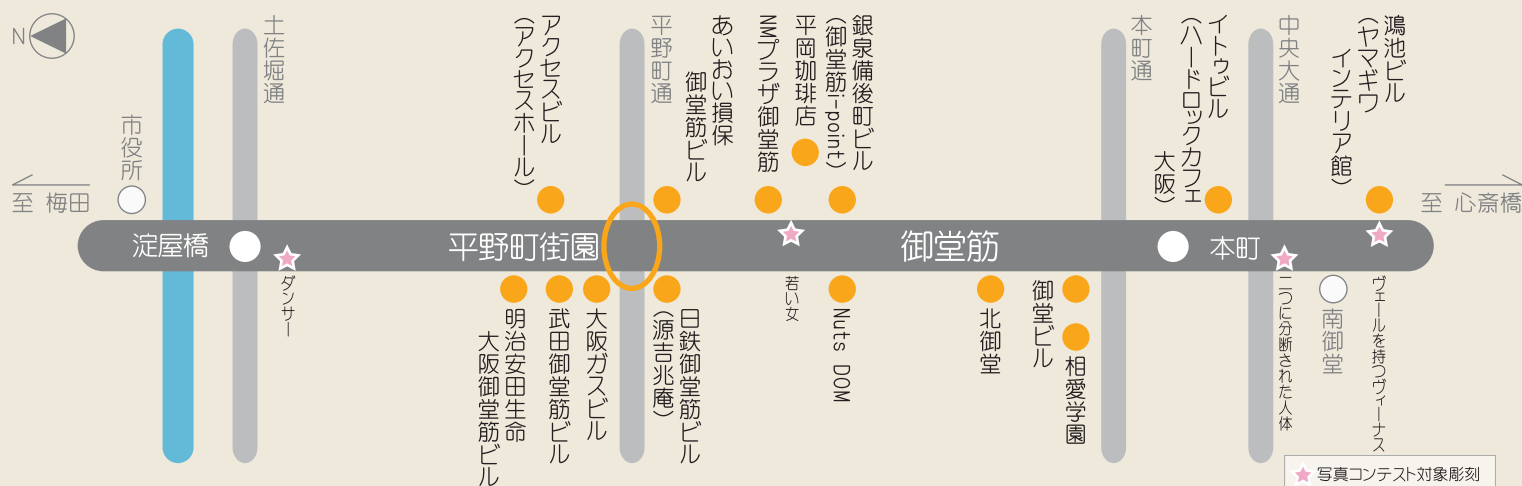 N
至 梅田
市役所
土佐堀通
アクセスビル
(アクセスホール)
平野町通
あいおい損保
御堂筋ビル
NMプラザ御堂筋
平岡珈琲店
銀泉備後町ビル
(御堂筋i-point)
本町通
イトゥビル
(ハードロックカフェ
大阪)
中央大通
鴻池ビル
(ヤマギワ
インテリア館)
至 心斎橋
淀屋橋
平野町街園
御堂筋
本町
ダンサー
明治安田生命
大阪御堂筋ビル
武田御堂筋ビル
大阪ガスビル
日鉄御堂筋ビル
(源吉兆庵)
若い女
Nuts DOM
北御堂
御堂ビル
相愛学園
二つに分断された人体
南御堂
ヴェールを持つヴィーナス
写真コンテスト対象彫刻